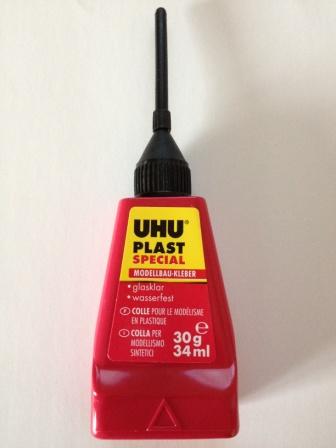 UHU®
PLAST
SPECIAL
MODELLBAU-KLEBER
• glasklar
• wasserfest
F COLLE POUR LE MODÉLISME
EN PLASTIQUE
I COLLA PER
MODELLISMO
SINTETICI
30g ℮
34ml